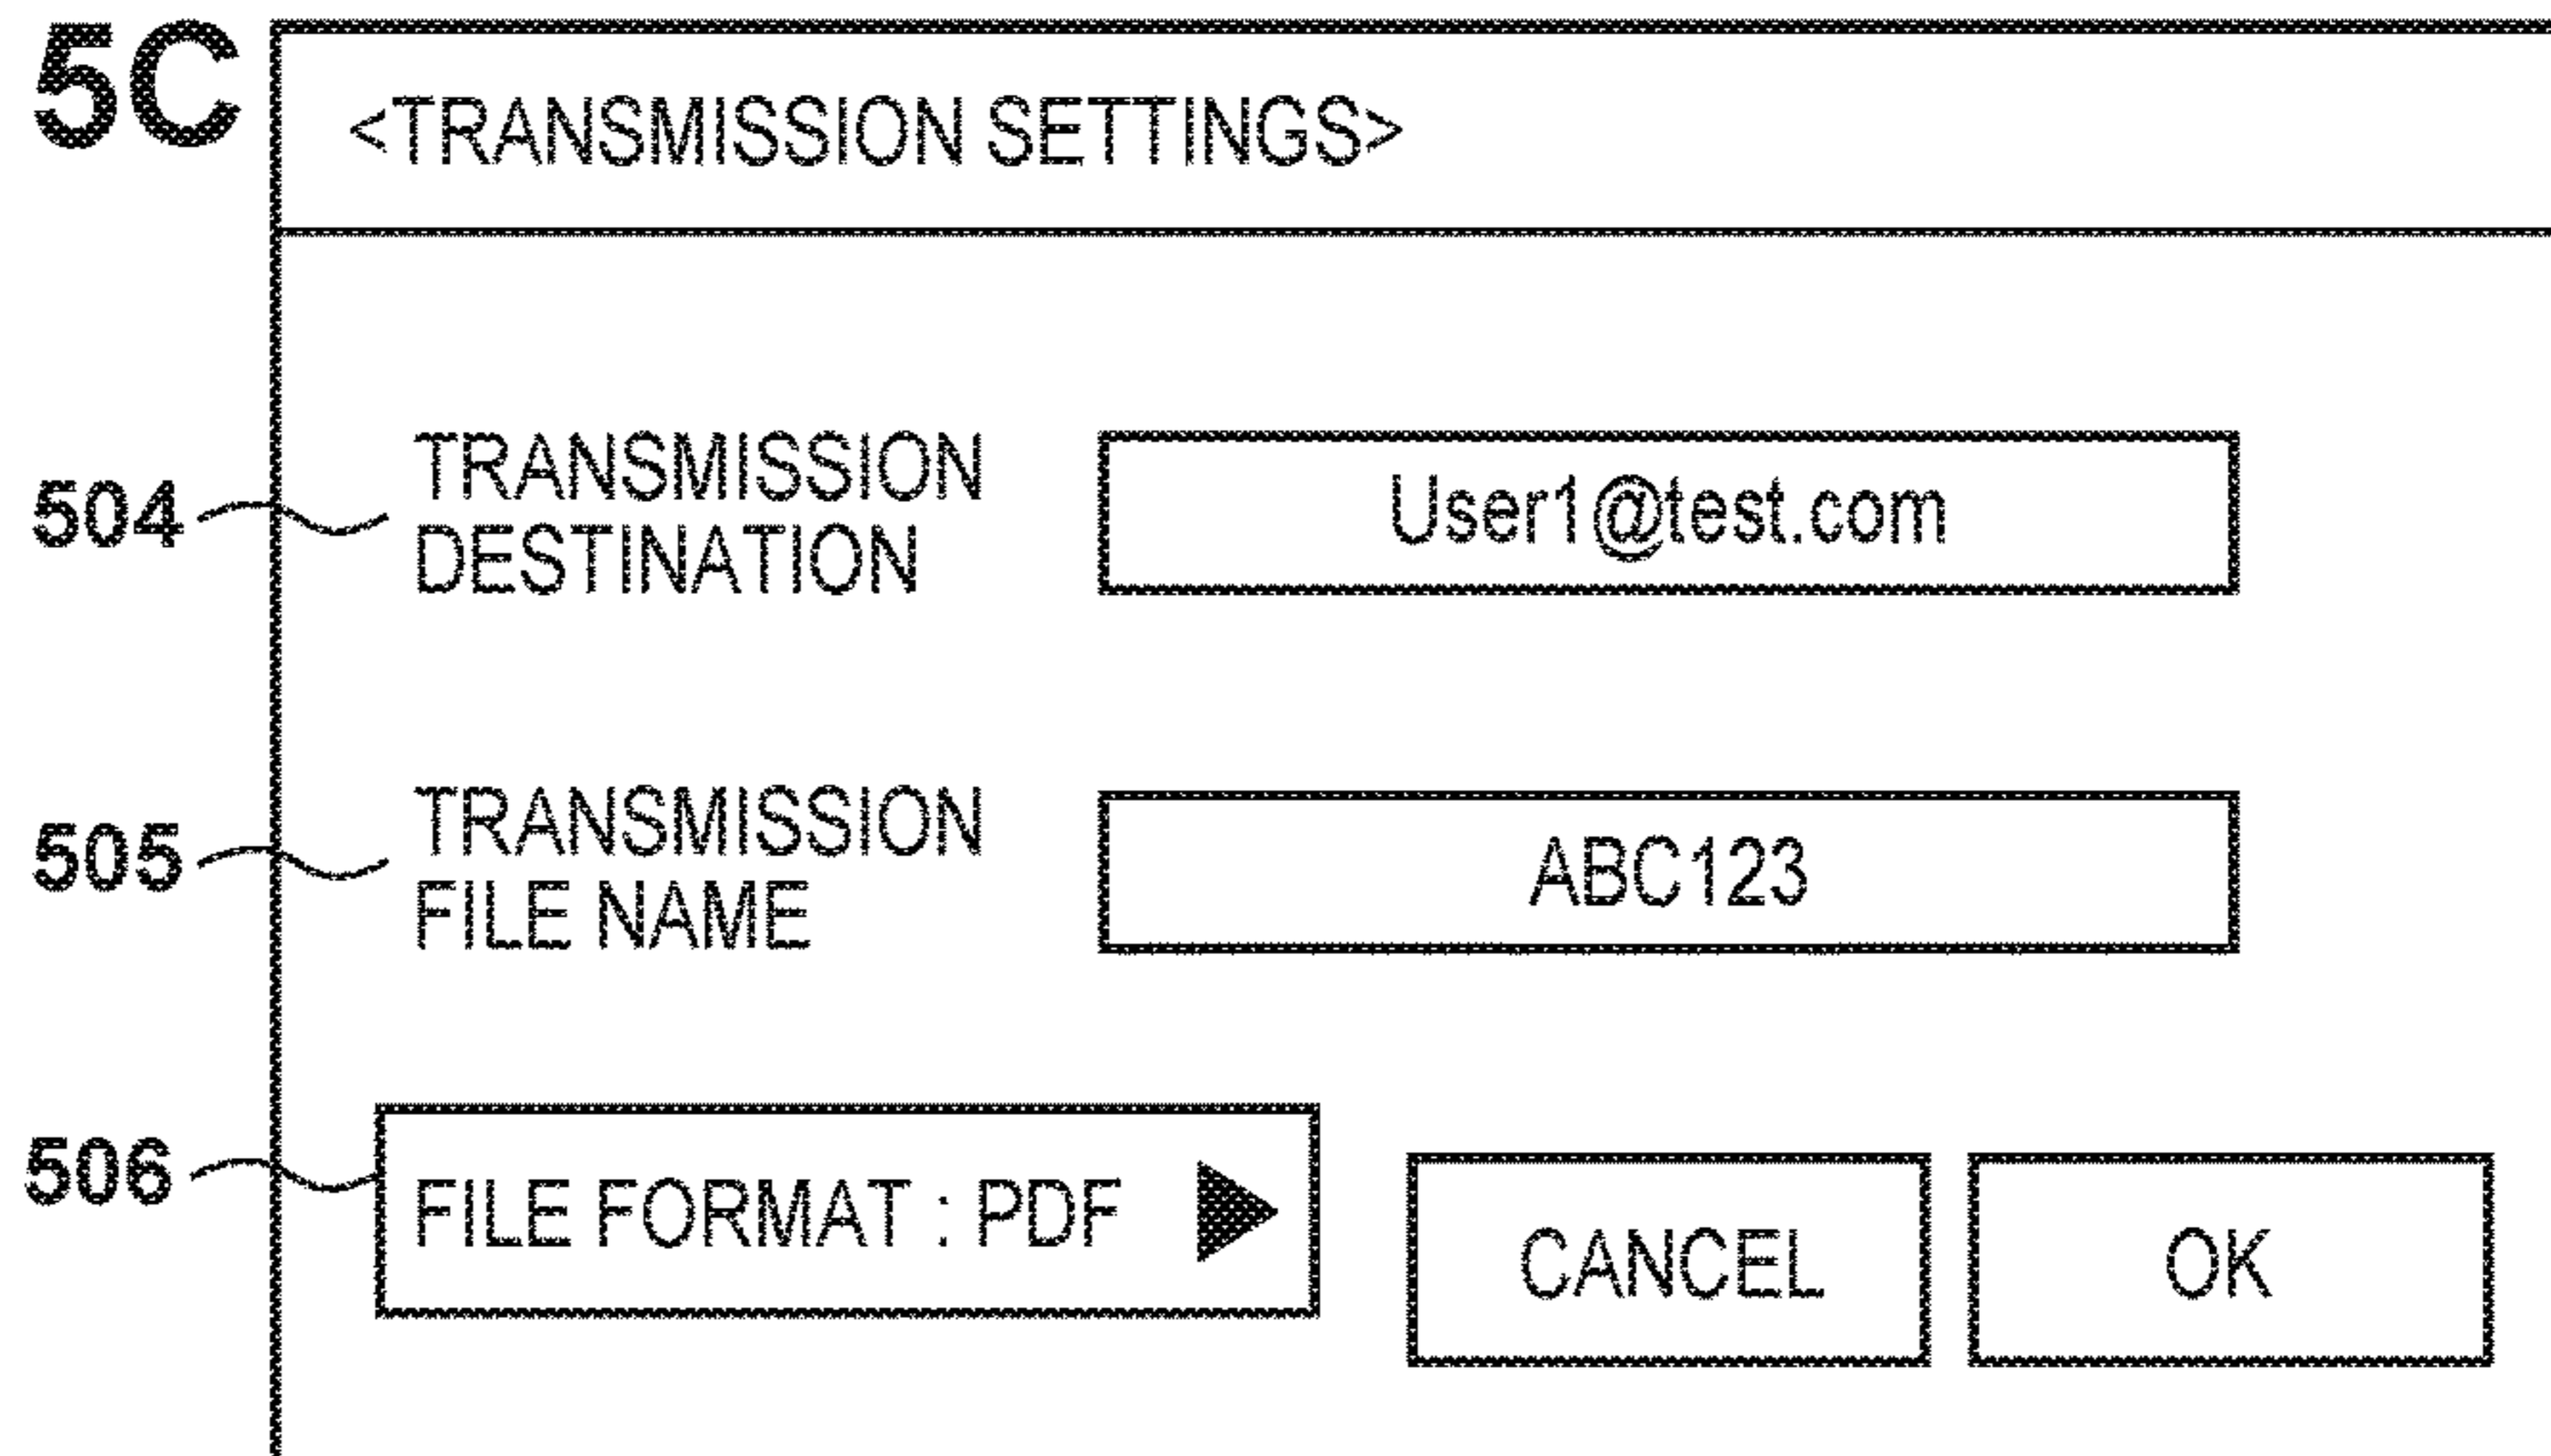 5C
<TRANSMISSION SETTINGS>
504
TRANSMISSION
DESTINATION
User1@test.com
505
TRANSMISSION
FILE NAME
ABC123
506
FILE FORMAT : PDF
CANCEL
OK